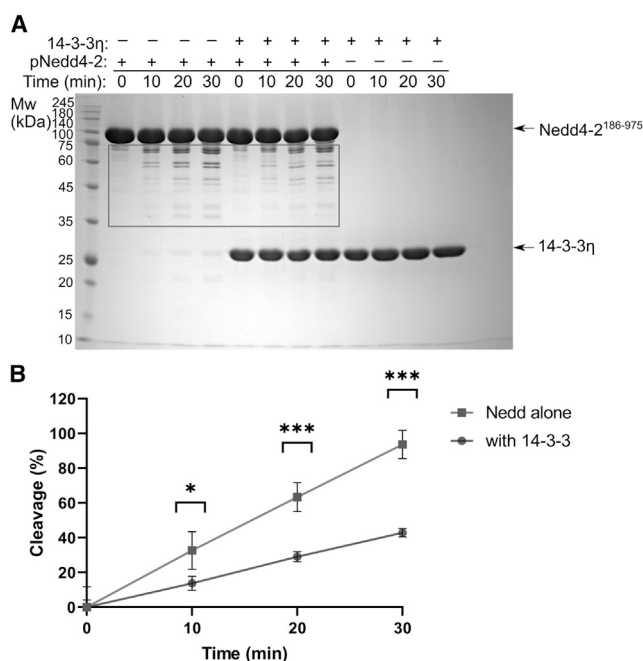 A
14-3-3η: – – – – + + + + + + + +
pNedd4-2: + + + + + + + + – – – –
Time (min): 0 10 20 30 0 10 20 30 0 10 20 30
Mw
(kDa)
245
180
140
100
75
60
45
35
25
20
15
10
Nedd4-2186-975
14-3-3η
B
120
100
80
60
40
20
0
Cleavage (%)
*
***
***
Nedd alone
with 14-3-3
0 10 20 30
Time (min)